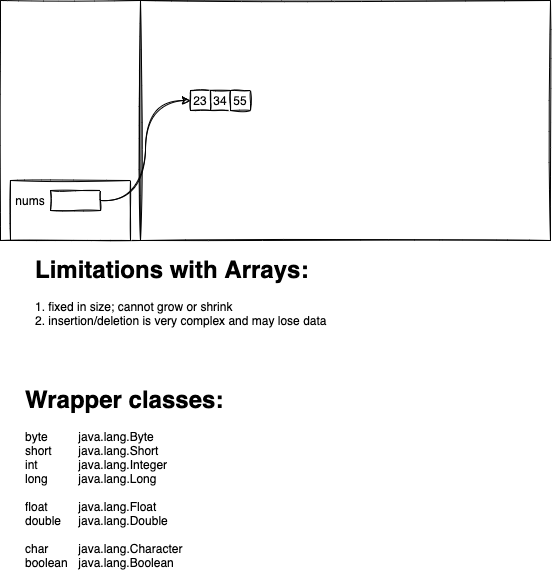 23 34 55
nums
Limitations with Arrays:
1. fixed in size; cannot grow or shrink
2. insertion/deletion is very complex and may lose data
Wrapper classes:
byte java.lang.Byte
short java.lang.Short
int java.lang.Integer
long java.lang.Long
float java.lang.Float
double java.lang.Double
char java.lang.Character
boolean java.lang.Boolean